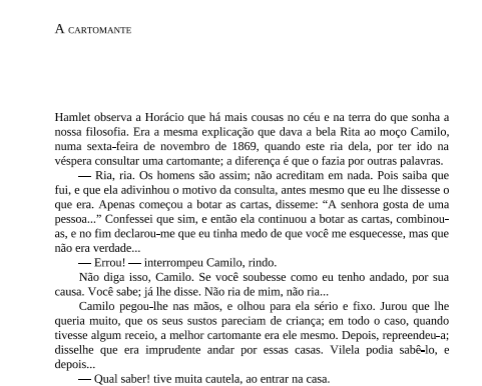 A CARTOMANTE
Hamlet observa a Horácio que há mais cousas no céu e na terra do que sonha a
nossa filosofia. Era a mesma explicação que dava a bela Rita ao moço Camilo,
numa sexta-feira de novembro de 1869, quando este ria dela, por ter ido na
véspera consultar uma cartomante; a diferença é que o fazia por outras palavras.
— Ria, ria. Os homens são assim; não acreditam em nada. Pois saiba que
fui, e que ela adivinhou o motivo da consulta, antes mesmo que eu lhe dissesse o
que era. Apenas começou a botar as cartas, disseme: “A senhora gosta de uma
pessoa...” Confessei que sim, e então ela continuou a botar as cartas, combinou-
as, e no fim declarou-me que eu tinha medo de que você me esquecesse, mas que
não era verdade...
— Errou! — interrompeu Camilo, rindo.
Não diga isso, Camilo. Se você soubesse como eu tenho andado, por sua
causa. Você sabe; já lhe disse. Não ria de mim, não ria...
Camilo pegou-lhe nas mãos, e olhou para ela sério e fixo. Jurou que lhe
queria muito, que os seus sustos pareciam de criança; em todo o caso, quando
tivesse algum receio, a melhor cartomante era ele mesmo. Depois, repreendeu-a;
disselhe que era imprudente andar por essas casas. Vilela podia sabê-lo, e
depois...
— Qual saber! tive muita cautela, ao entrar na casa.